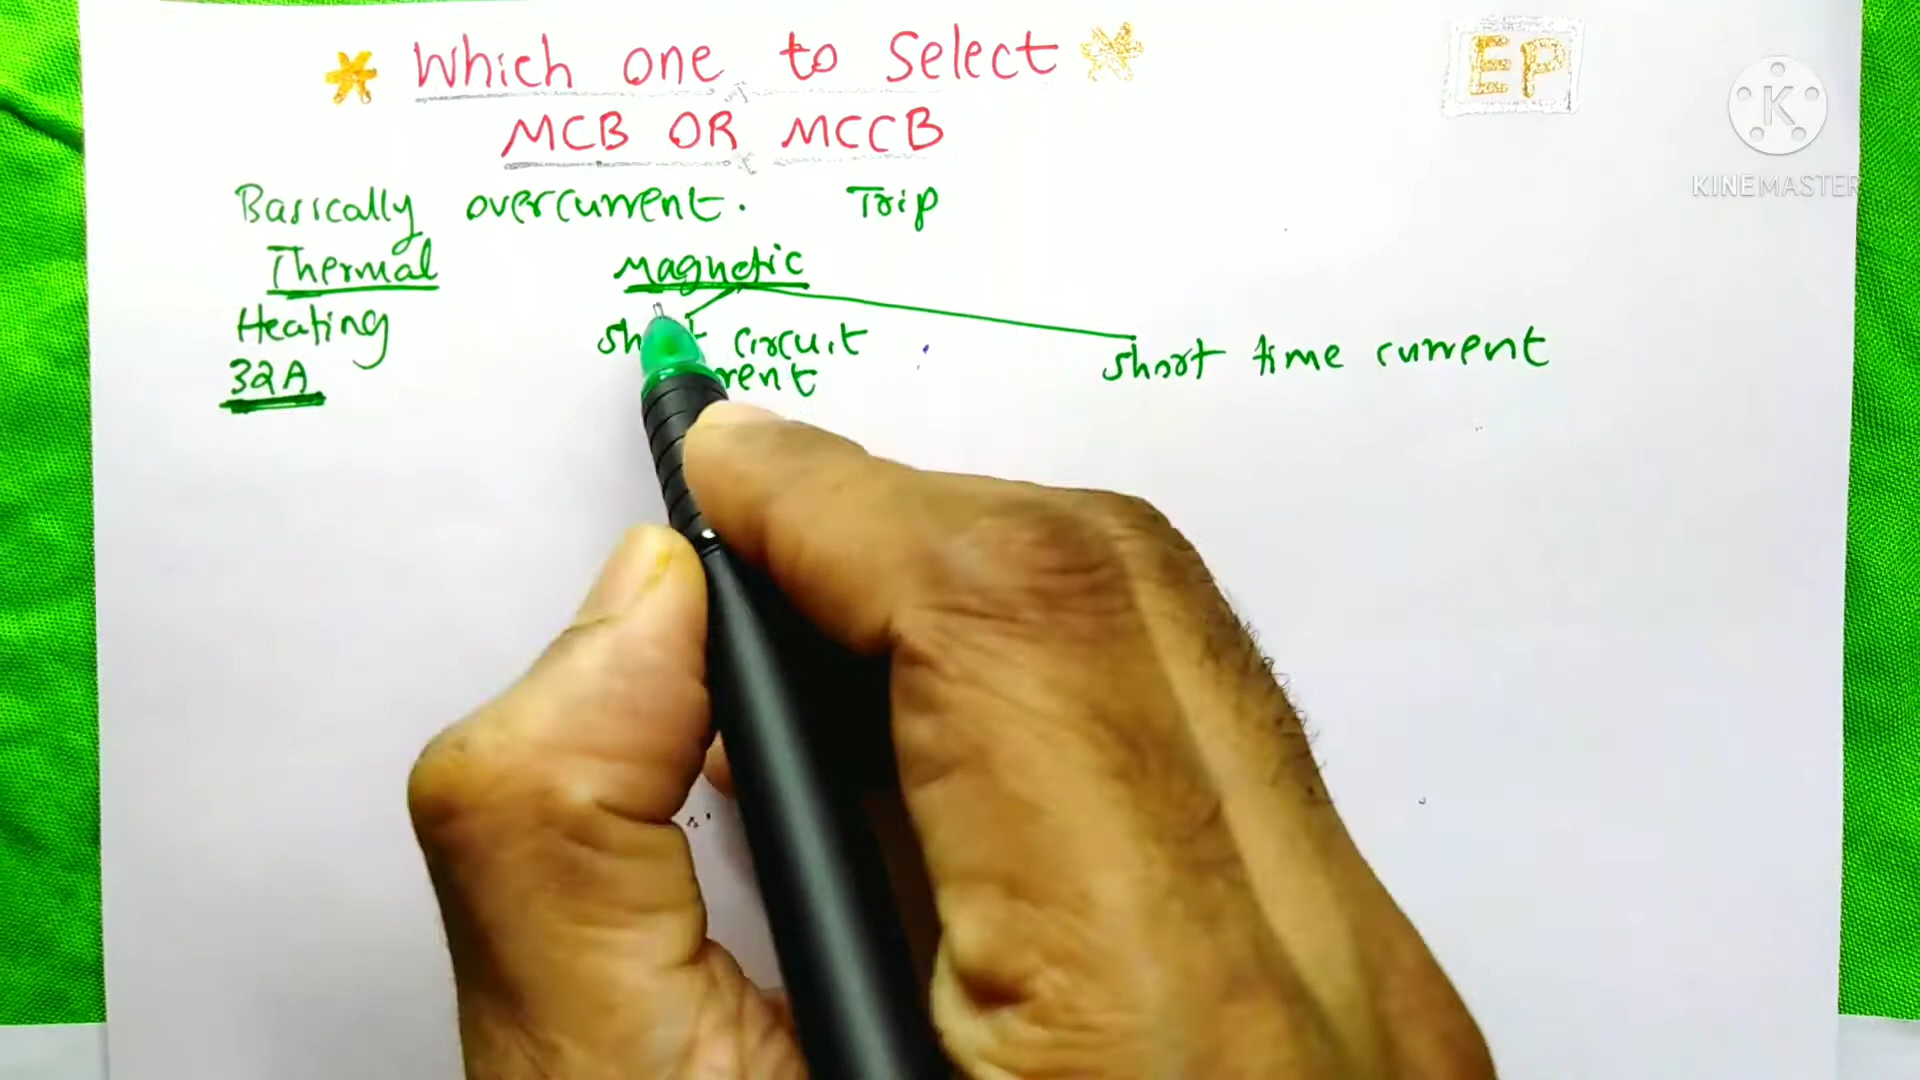 Which one to Select
EP
MCB OR MCCB
KINEMASTER
Basically overcurrent. Trip
Thermal Magnetic
Heating circuit short time current
32A